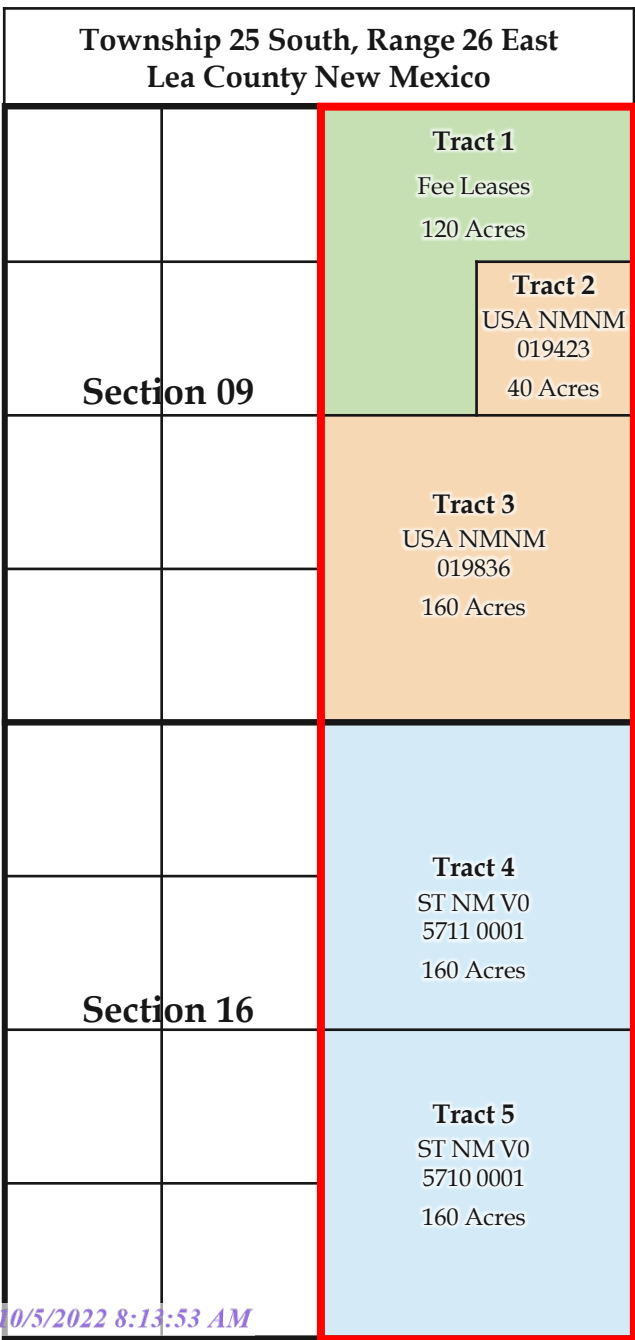 Township 25 South, Range 26 East
Lea County New Mexico
Tract 1
Fee Leases
120 Acres
Tract 2
USA NMNM
019423
40 Acres
Section 09
Tract 3
USA NMNM
019836
160 Acres
Tract 4
ST NM V0
5711 0001
160 Acres
Section 16
Tract 5
ST NM V0
5710 0001
160 Acres
10/5/2022 8:13:53 AM